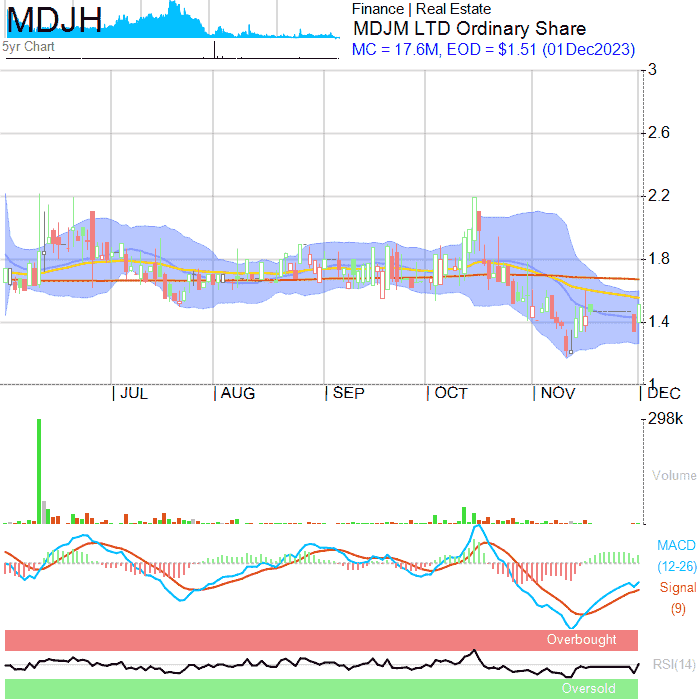 MDJH
5yr Chart
Finance | Real Estate
MDJM LTD Ordinary Share
MC = 17.6M, EOD = $1.51 (01Dec2023)
3
2.6
2.2
1.8
1.4
1
JUL AUG SEP OCT NOV DEC
298k
Volume
MACD
(12-26)
Signal
(9)
Overbought
RSI(14)
Oversold